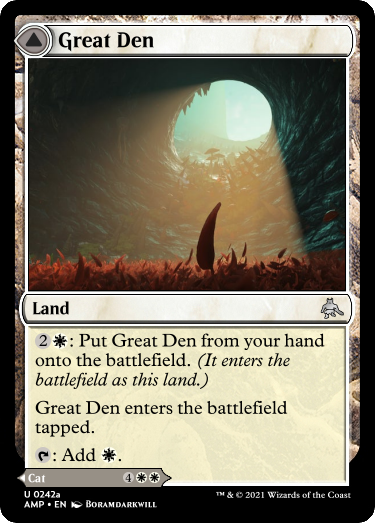 Great Den
Land
2 : Put Great Den from your hand
onto the battlefield. (It enters the
battlefield as this land.)
Great Den enters the battlefield
tapped.
: Add .
Cat 4
U 0242a
AMP • EN BORAMDARKWILL
™ & © 2021 Wizards of the Coast